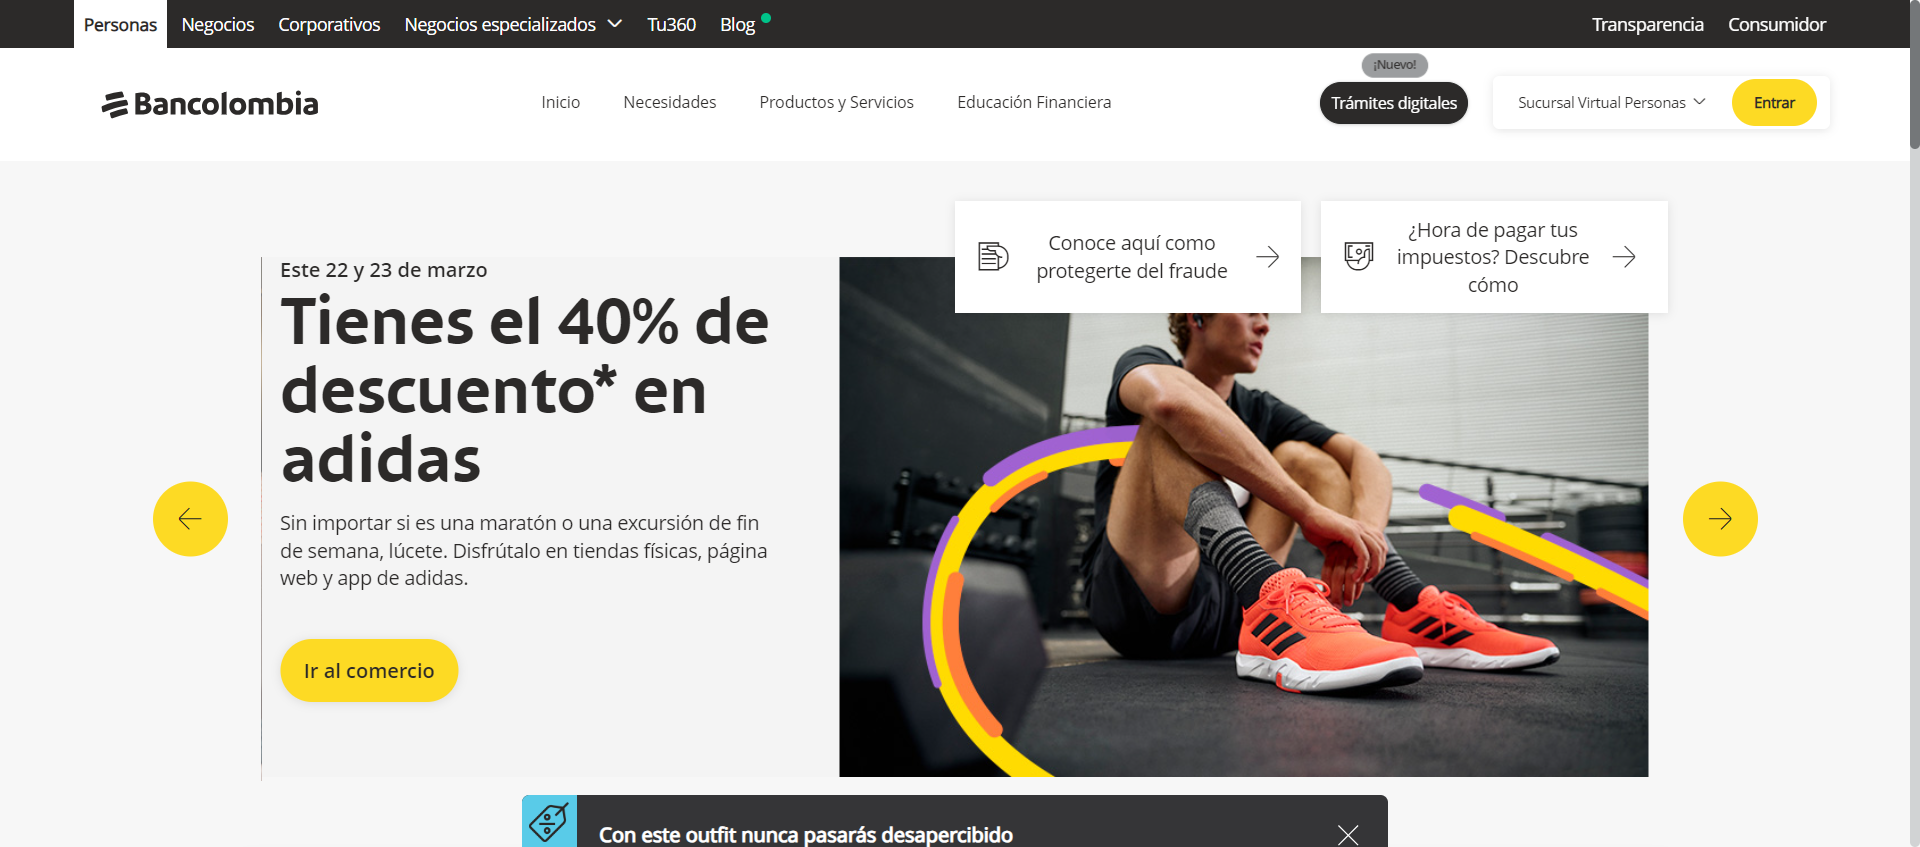 Personas Negocios Corporativos Negocios especializados Tu360 Blog Transparencia Consumidor
¡Nuevo!
Bancolombia Inicio Necesidades Productos y Servicios Educación Financiera Trámites digitales Sucursal Virtual Personas Entrar
Conoce aquí como
protegerte del fraude
¿Hora de pagar tus
impuestos? Descubre
cómo
Este 22 y 23 de marzo
Tienes el 40% de
descuento* en
adidas
Sin importar si es una maratón o una excursión de fin
de semana, lúcete. Disfrútalo en tiendas físicas, página
web y app de adidas.
Ir al comercio
Con este outfit nunca pasarás desapercibido